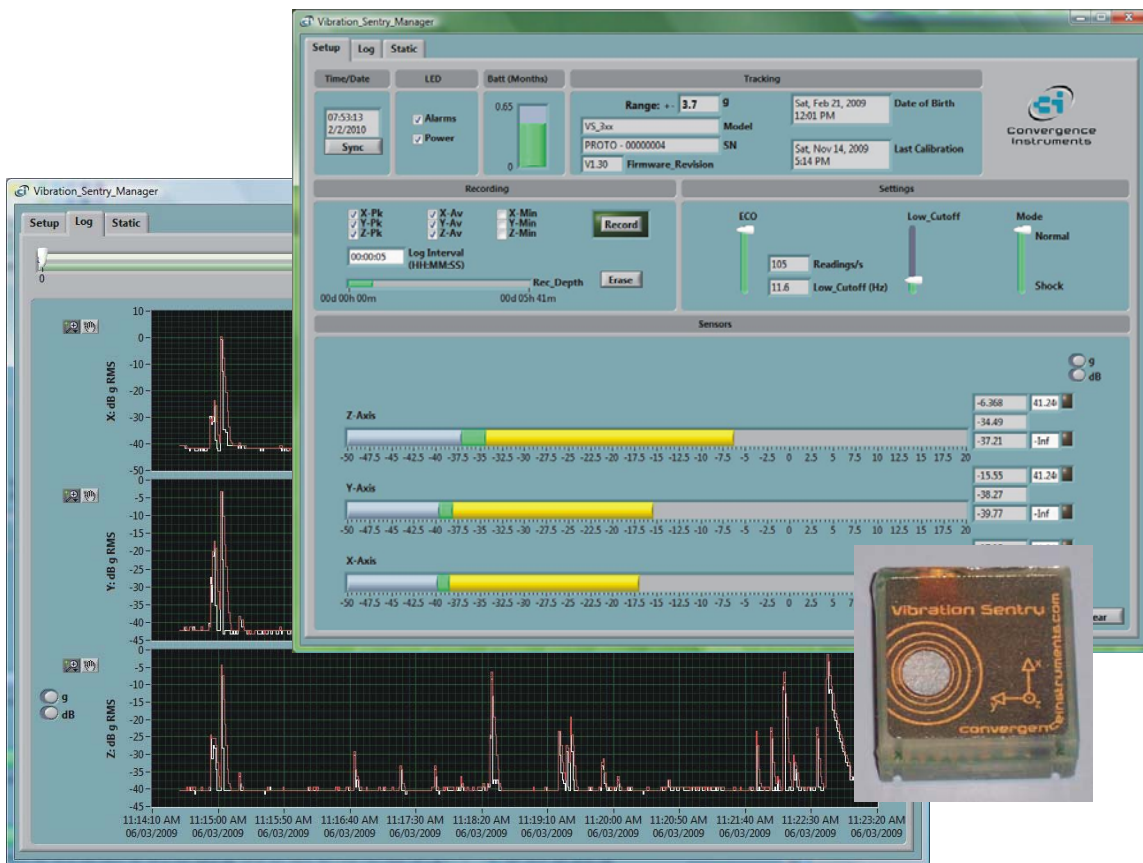 Vibration_Sentry_Manager
Setup Log Static
Time/Date LED Batt (Months) Tracking
07:53:13
2/2/2010
Sync
Alarms
Power
0.65
0
Range: +- 3.7 g
VS_3xx Model
PROTO - 00000004 SN
V1.30 Firmware_Revision
Sat, Feb 21, 2009
12:01 PM
Date of Birth
Sat, Nov 14, 2009
5:14 PM
Last Calibration
Convergence
Instruments
Recording Settings
X-Pk X-Av X-Min
Y-Pk Y-Av Y-Min
Z-Pk Z-Av Z-Min
Record
00:00:05 Log Interval
(HH:MM:SS)
Rec_Depth Erase
00d 00h 00m 00d 05h 41m
ECO Low_Cutoff Mode
Normal
105 Readings/s
11.6 Low_Cutoff (Hz)
Shock
Sensors
g
dB
Z-Axis
-6.368
-34.49
-37.21 -Inf
-50 -47.5 -45 -42.5 -40 -37.5 -35 -32.5 -30 -27.5 -25 -22.5 -20 -17.5 -15 -12.5 -10 -7.5 -5 -2.5 0 2.5 5 7.5 10 12.5 15 17.5 20
Y-Axis
-15.55
-38.27
-39.77 -Inf
-50 -47.5 -45 -42.5 -40 -37.5 -35 -32.5 -30 -27.5 -25 -22.5 -20 -17.5 -15 -12.5 -10 -7.5 -5 -2.5 0 2.5 5 7.5 10 12.5 15 17.5 20
X-Axis
-50 -47.5 -45 -42.5 -40 -37.5 -35 -32.5 -30 -27.5 -25 -22.5 -20 -17.5 -15 -12.5 -10 -7.5 -5 -2.5 0 2.5 5
Vibration_Sentry_Manager
Setup Log Static
0
X: dB g RMS
10
0
-10
-20
-30
-40
-50
Y: dB g RMS
0
-5
-10
-15
-20
-25
-30
-35
-40
-45
g
dB
Z: dB g RMS
0
-5
-10
-15
-20
-25
-30
-35
-40
-45
11:14:10 AM 11:15:00 AM 11:15:50 AM 11:16:40 AM 11:17:30 AM 11:18:20 AM 11:19:10 AM 11:20:00 AM 11:20:50 AM 11:21:40 AM 11:22:30 AM 11:23:20 AM
06/03/2009 06/03/2009 06/03/2009 06/03/2009 06/03/2009 06/03/2009 06/03/2009 06/03/2009 06/03/2009 06/03/2009 06/03/2009 06/03/2009
Vibration Sentry
x
y
z
convergenceinstruments.com